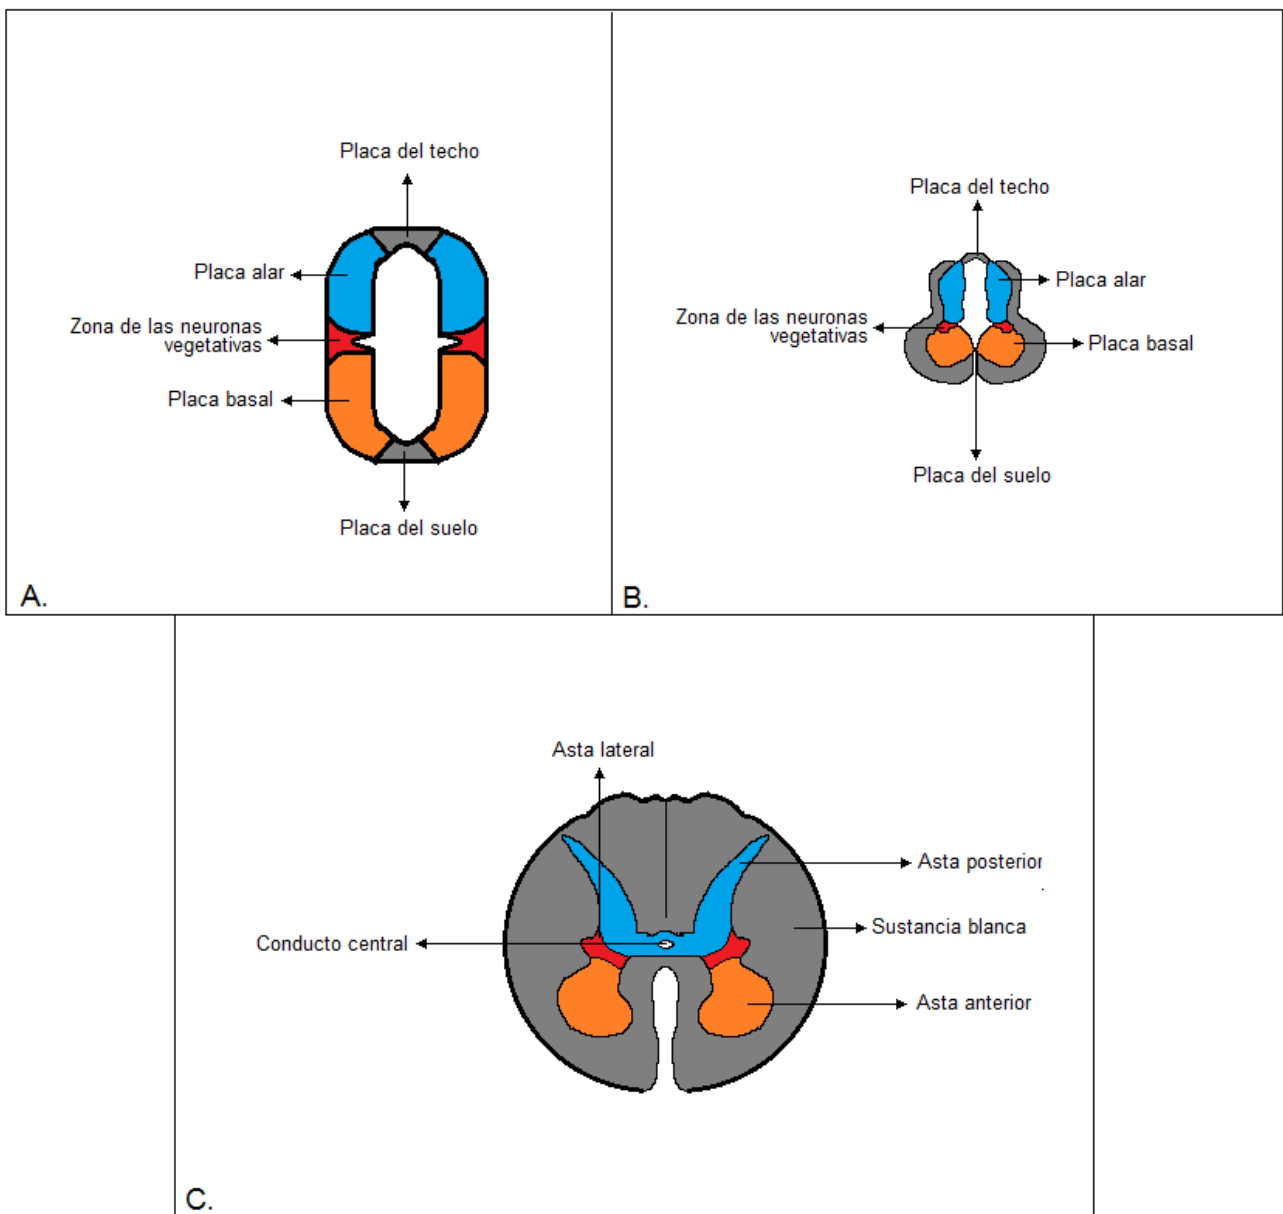 Placa del techo
Placa alar
Zona de las neuronas
vegetativas
Placa basal
Placa del suelo
A.
Placa del techo
Placa alar
Zona de las neuronas
vegetativas
Placa basal
Placa del suelo
B.
Asta lateral
Asta posterior
Sustancia blanca
Conducto central
Asta anterior
C.